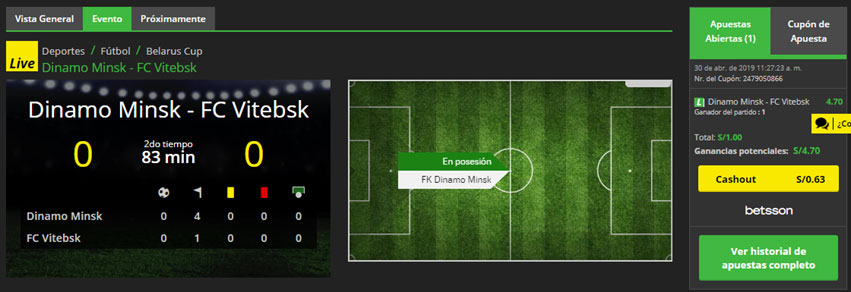 Vista General
Evento
Próximamente
Live
Deportes / Fútbol / Belarus Cup
Dinamo Minsk - FC Vitebsk
Dinamo Minsk - FC Vitebsk
0
2do tiempo
83 min
0
Dinamo Minsk 0 4 0 0 0
FC Vitebsk 0 1 0 0 0
En posesión
FK Dinamo Minsk
Apuestas
Abiertas (1)
Cupón de
Apuesta
30 de abr. de 2019 11:27:23 a. m.
Nr. del Cupón: 2479050866
L Dinamo Minsk - FC Vitebsk 4.70
Ganador del partido : 1
¿Co
Total: S/1.00
Ganancias potenciales: S/4.70
Cashout S/0.63
betsson
Ver historial de
apuestas completo